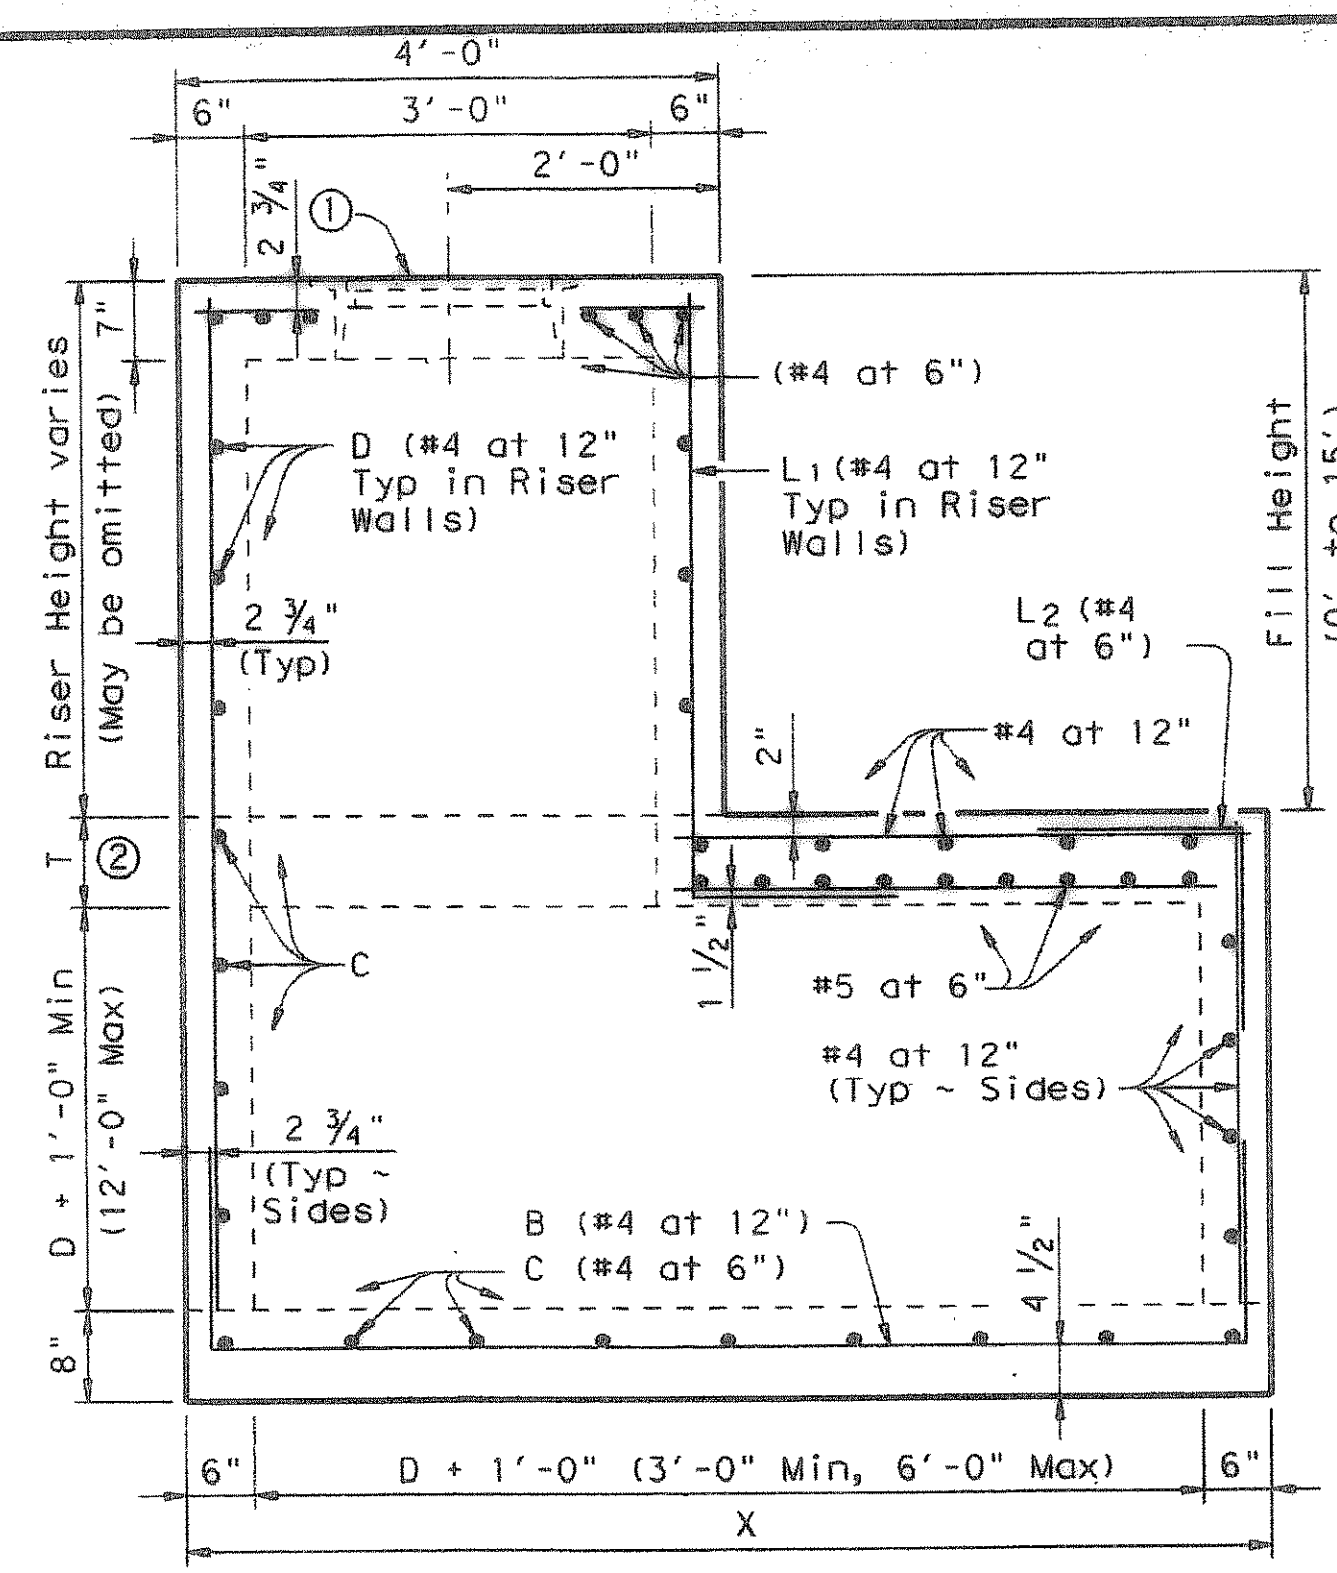 4'-0"
6" 3'-0" 6"
2'-0"
2 3/4"
①
7"
Riser Height varies
(May be omitted)
(#4 at 6")
D (#4 at 12"
Typ in Riser
Walls)
L1 (#4 at 12"
Typ in Riser
Walls)
Fill Height
(0' to 15')
2 3/4"
(Typ)
L2 (#4
at 6")
#4 at 12"
2"
T
②
C
1 1/2"
#5 at 6"
D + 1'-0" Min
(12'-0" Max)
#4 at 12"
(Typ ~ Sides)
2 3/4"
(Typ ~
Sides)
B (#4 at 12")
C (#4 at 6")
4 1/2"
8"
6" D + 1'-0" (3'-0" Min, 6'-0" Max) 6"
X